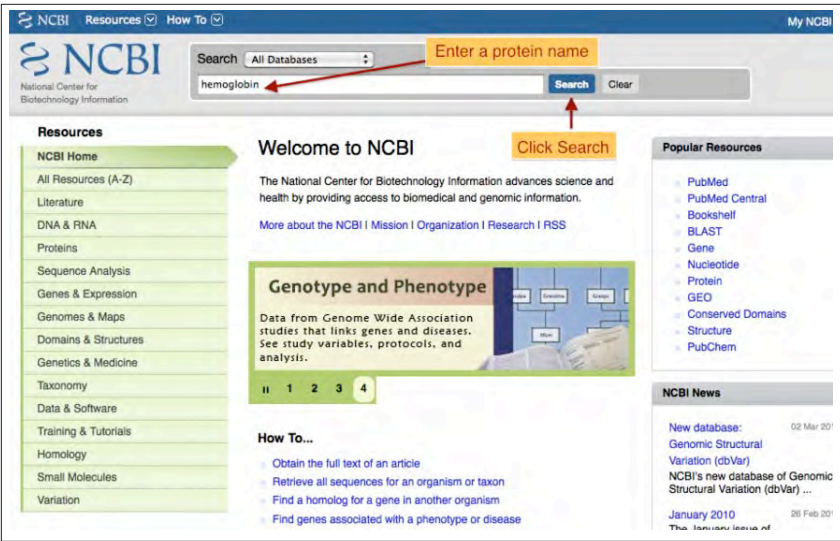 NCBI Resources How To My NCBI
NCBI
National Center for
Biotechnology Information
Search All Databases
hemoglobin
Search Clear
Enter a protein name
Click Search
Resources
NCBI Home
All Resources (A-Z)
Literature
DNA & RNA
Proteins
Sequence Analysis
Genes & Expression
Genomes & Maps
Domains & Structures
Genetics & Medicine
Taxonomy
Data & Software
Training & Tutorials
Homology
Small Molecules
Variation
Welcome to NCBI
The National Center for Biotechnology Information advances science and
health by providing access to biomedical and genomic information.
More about the NCBI | Mission | Organization | Research | RSS
Genotype and Phenotype
Data from Genome Wide Association
studies that links genes and diseases.
See study variables, protocols, and
analysis.
1 2 3 4
How To...
Obtain the full text of an article
Retrieve all sequences for an organism or taxon
Find a homolog for a gene in another organism
Find genes associated with a phenotype or disease
Popular Resources
PubMed
PubMed Central
Bookshelf
BLAST
Gene
Nucleotide
Protein
GEO
Conserved Domains
Structure
PubChem
NCBI News
New database: 02 Mar 201
Genomic Structural
Variation (dbVar)
NCBI's new database of Genomic
Structural Variation (dbVar) ...
January 2010 26 Feb 201
The January issue of